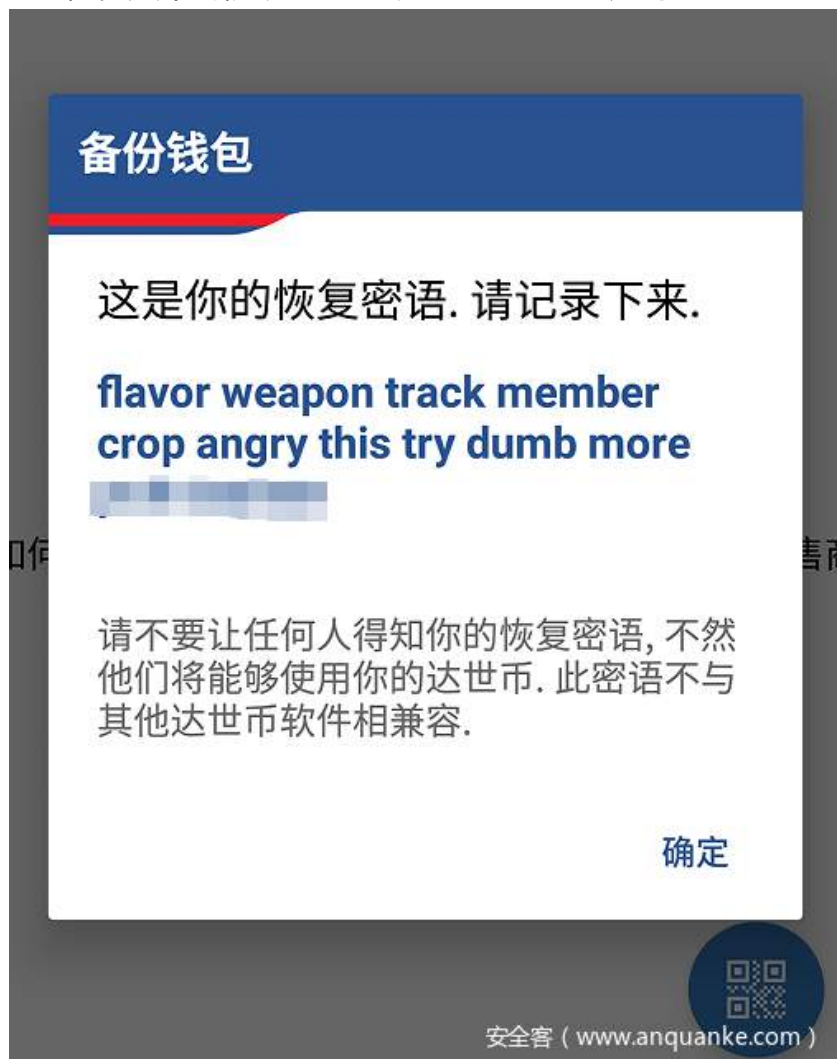 备份钱包
这是你的恢复密语. 请记录下来.
flavor weapon track member
crop angry this try dumb more
请不要让任何人得知你的恢复密语, 不然
他们将能够使用你的达世币. 此密语不与
其他达世币软件相兼容.
确定
安全客 ( www.anquanke.com )